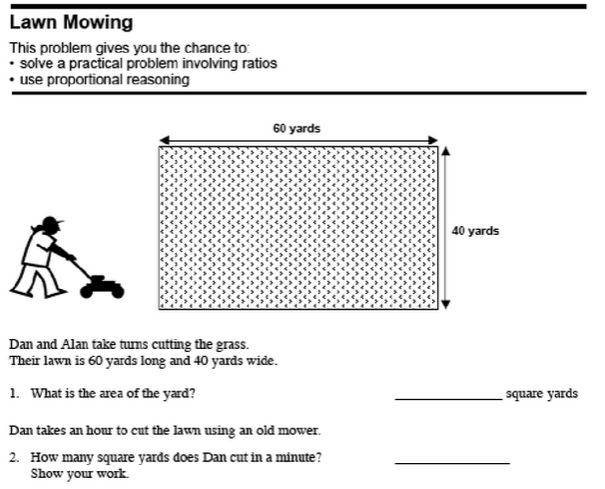 Lawn Mowing
This problem gives you the chance to:
• solve a practical problem involving ratios
• use proportional reasoning
60 yards
40 yards
Dan and Alan take turns cutting the grass.
Their lawn is 60 yards long and 40 yards wide.
1. What is the area of the yard? ______________ square yards
Dan takes an hour to cut the lawn using an old mower.
2. How many square yards does Dan cut in a minute? ______________
Show your work.